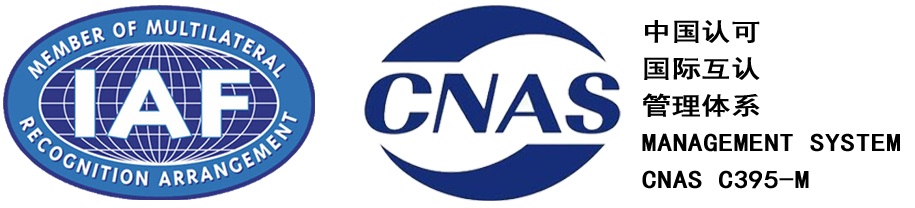 MEMBER OF MULTILATERAL
IAF
RECOGNITION ARRANGEMENT
CNAS
中国认可
国际互认
管理体系
MANAGEMENT SYSTEM
CNAS C395-M